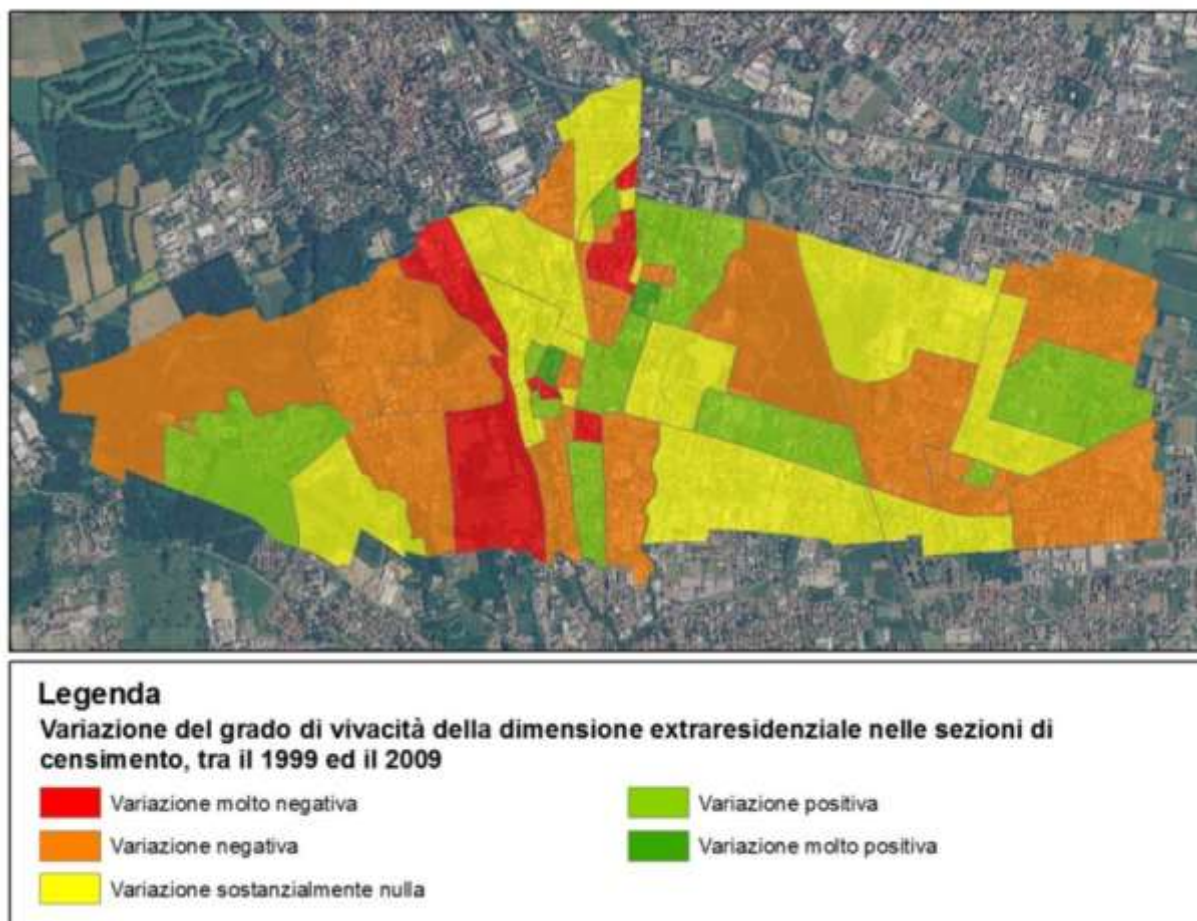 Legenda
Variazione del grado di vivacità della dimensione extraresidenziale nelle sezioni di
censimento, tra il 1999 ed il 2009
Variazione molto negativa
Variazione negativa
Variazione sostanzialmente nulla
Variazione positiva
Variazione molto positiva